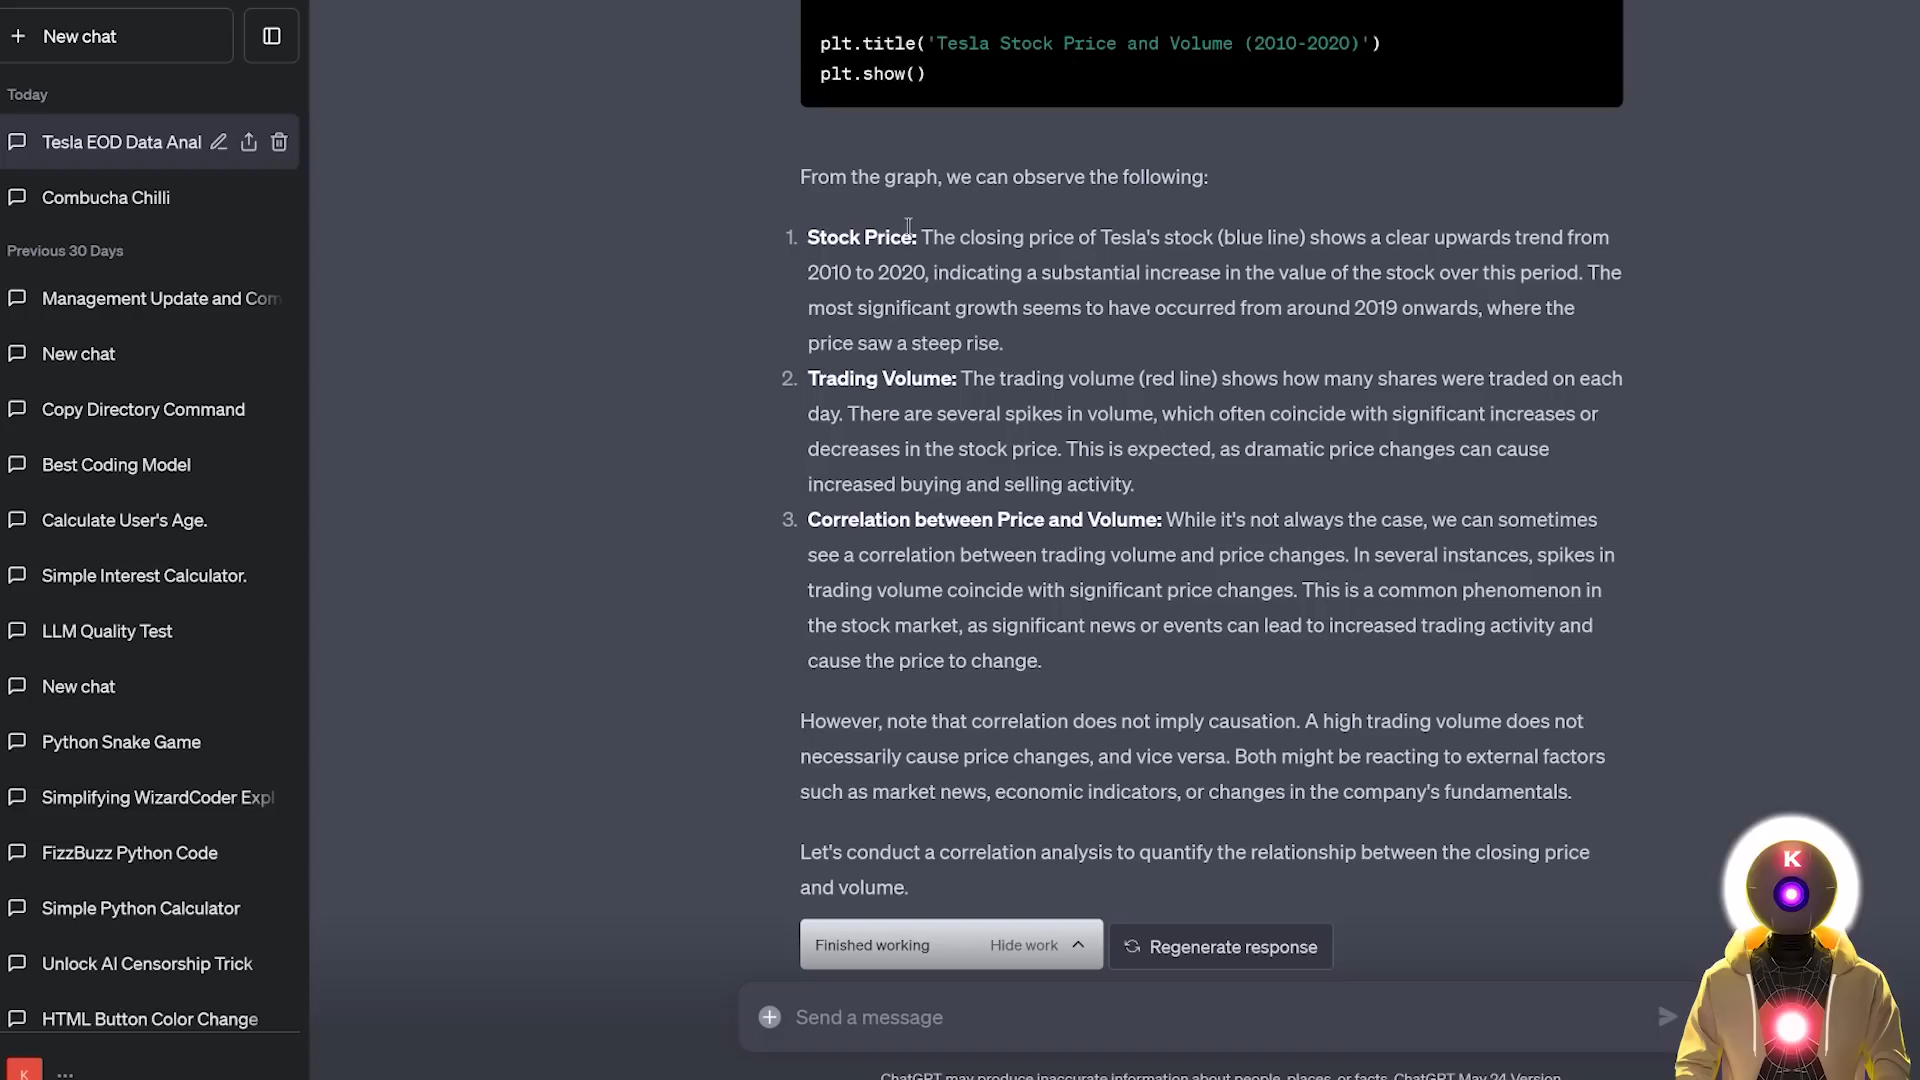 New chat
Today
Tesla EOD Data Anal
Combucha Chilli
Previous 30 Days
Management Update and Com
New chat
Copy Directory Command
Best Coding Model
Calculate User's Age.
Simple Interest Calculator.
LLM Quality Test
New chat
Python Snake Game
Simplifying WizardCoder Expl
FizzBuzz Python Code
Simple Python Calculator
Unlock AI Censorship Trick
HTML Button Color Change
K
plt.title('Tesla Stock Price and Volume (2010-2020)')
plt.show()
From the graph, we can observe the following:
1. Stock Price: The closing price of Tesla's stock (blue line) shows a clear upwards trend from
2010 to 2020, indicating a substantial increase in the value of the stock over this period. The
most significant growth seems to have occurred from around 2019 onwards, where the
price saw a steep rise.
2. Trading Volume: The trading volume (red line) shows how many shares were traded on each
day. There are several spikes in volume, which often coincide with significant increases or
decreases in the stock price. This is expected, as dramatic price changes can cause
increased buying and selling activity.
3. Correlation between Price and Volume: While it's not always the case, we can sometimes
see a correlation between trading volume and price changes. In several instances, spikes in
trading volume coincide with significant price changes. This is a common phenomenon in
the stock market, as significant news or events can lead to increased trading activity and
cause the price to change.
However, note that correlation does not imply causation. A high trading volume does not
necessarily cause price changes, and vice versa. Both might be reacting to external factors
such as market news, economic indicators, or changes in the company's fundamentals.
Let's conduct a correlation analysis to quantify the relationship between the closing price
and volume.
Finished working Hide work
Regenerate response
Send a message
ChatGPT may produce inaccurate information about people, places, or facts. ChatGPT May 24 Version
K